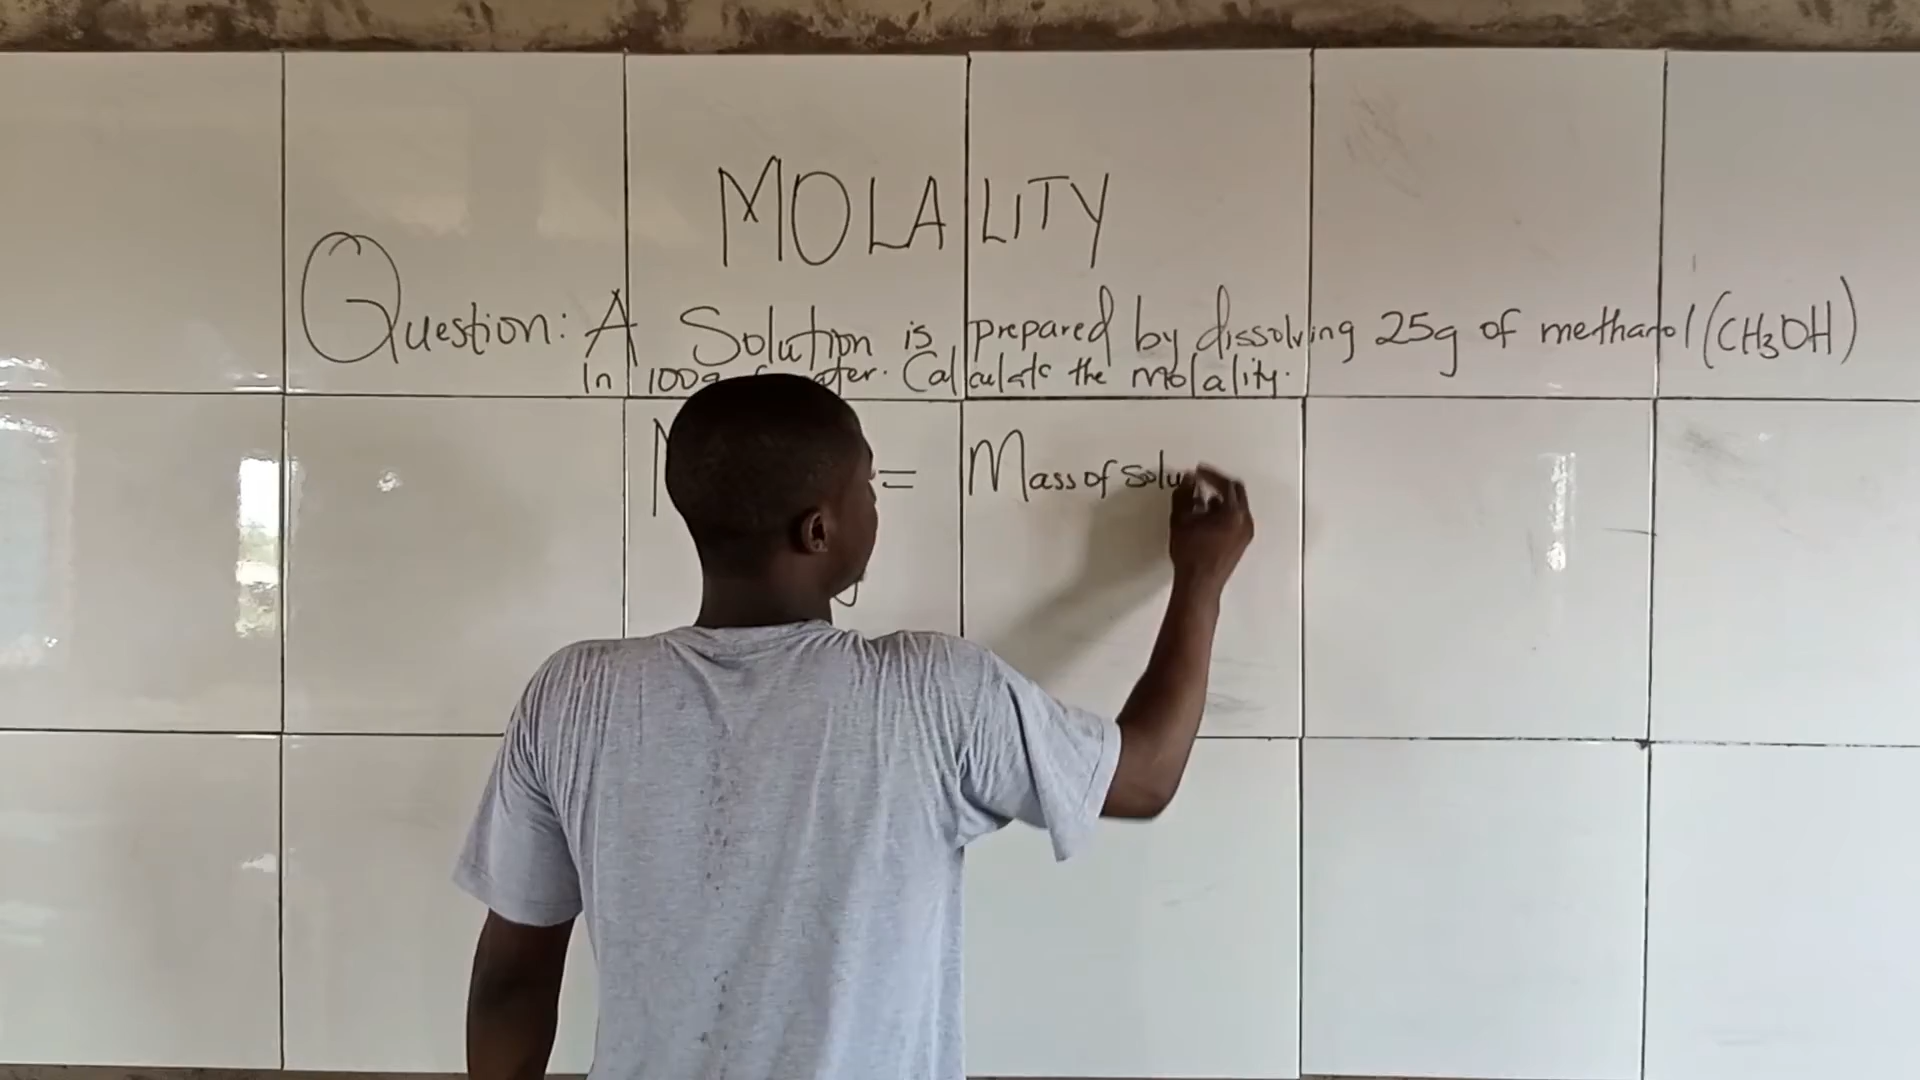 MOLALITY
Question: A Solution is prepared by dissolving 25g of methanol (CH3OH)
In 100g water. Calculate the molality.
= Mass of Solu